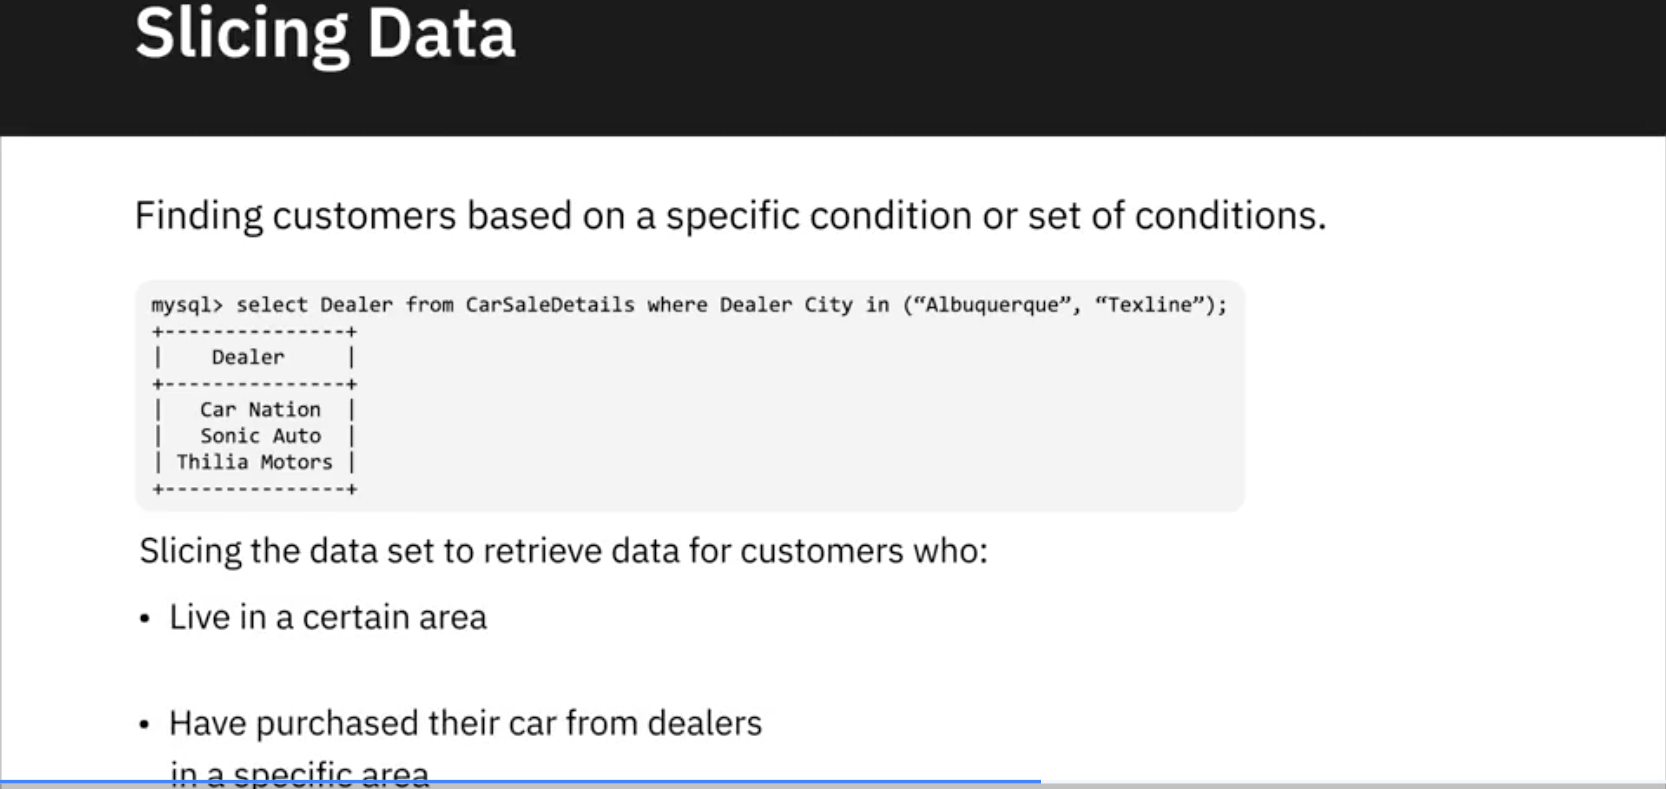 Slicing Data
Finding customers based on a specific condition or set of conditions.
mysql> select Dealer from CarSaleDetails where Dealer City in (“Albuquerque”, “Texline”);
+---------------+
|    Dealer     |
+---------------+
|   Car Nation  |
|   Sonic Auto  |
| Thilia Motors |
+---------------+
Slicing the data set to retrieve data for customers who:
• Live in a certain area
• Have purchased their car from dealers
in a specific area